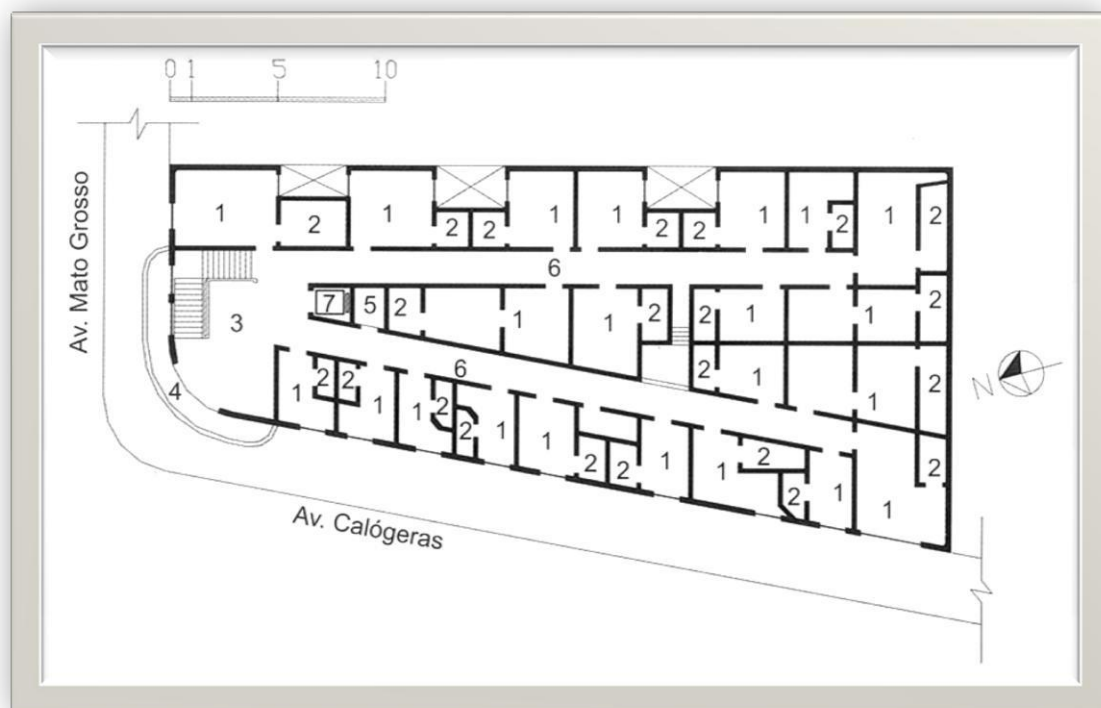 0 1 5 10
Av. Mato Grosso
1 2 1 2 2 1 1 2 2 1 1 2 1 2
6
3 7 5 2 1 1 2 2 1 1 2
6 2 1 1 2
N
4 1 2 2 1 1 2 2 1 1 2 2 1 1 2 2 1 1 2
Av. Calógeras